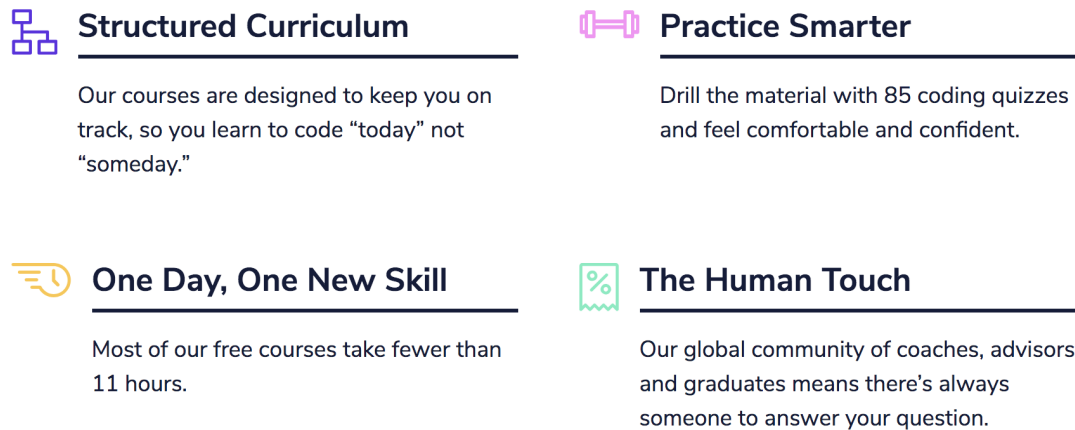 Structured Curriculum
Our courses are designed to keep you on
track, so you learn to code “today” not
“someday.”
Practice Smarter
Drill the material with 85 coding quizzes
and feel comfortable and confident.
One Day, One New Skill
Most of our free courses take fewer than
11 hours.
The Human Touch
Our global community of coaches, advisors
and graduates means there’s always
someone to answer your question.